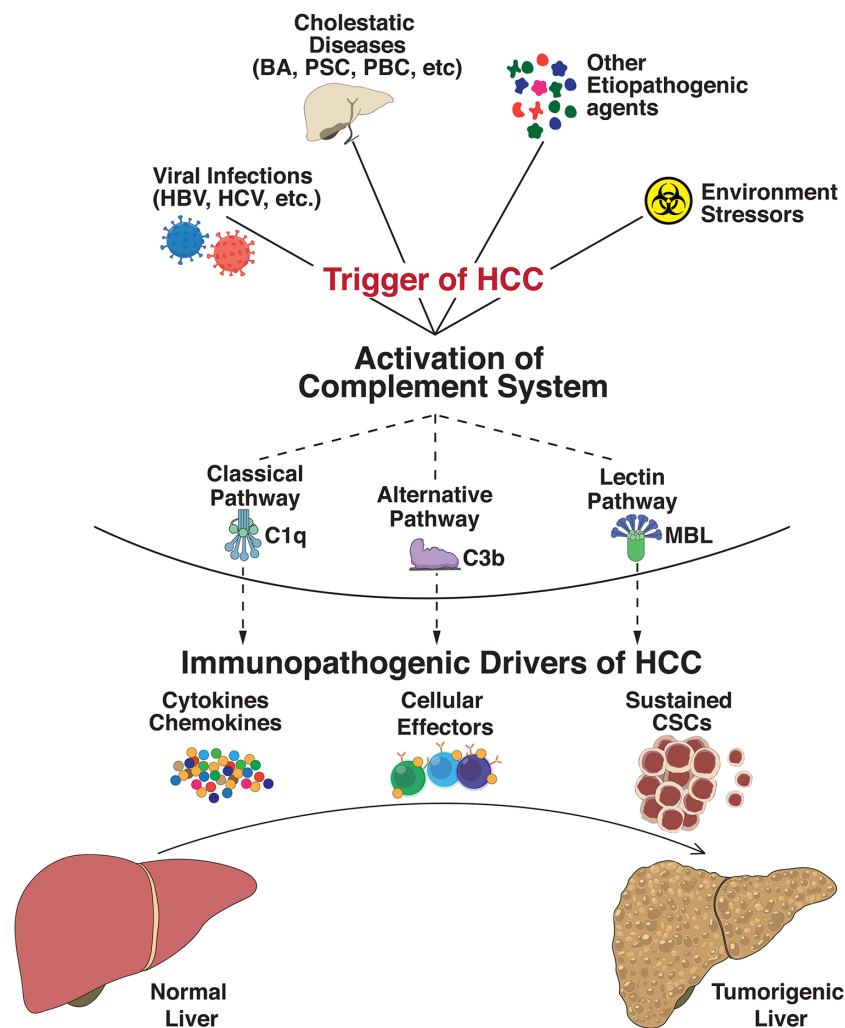 Cholestatic
Diseases
(BA, PSC, PBC, etc)
Other
Etiopathogenic
agents
Viral Infections
(HBV, HCV, etc.)
Environment
Stressors
Trigger of HCC
Activation of
Complement System
Classical
Pathway
C1q
Alternative
Pathway
C3b
Lectin
Pathway
MBL
Immunopathogenic Drivers of HCC
Cytokines
Chemokines
Cellular
Effectors
Sustained
CSCs
Normal
Liver
Tumorigenic
Liver